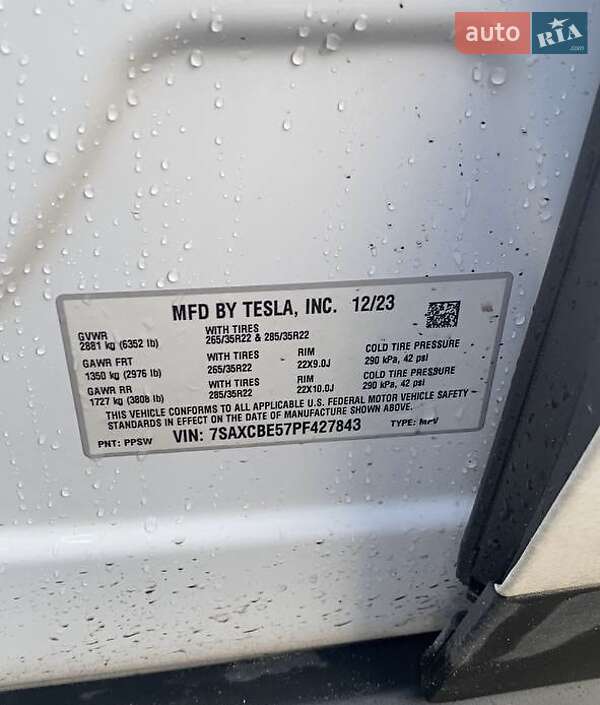 auto RIA .com
MFD BY TESLA, INC. 12/23
GVWR
2881 kg (6352 lb)
WITH TIRES
265/35R22 & 285/35R22
GAWR FRT
1350 kg (2976 lb)
WITH TIRES
265/35R22
RIM
22X9.0J
COLD TIRE PRESSURE
290 kPa, 42 psi
GAWR RR
1727 kg (3808 lb)
WITH TIRES
285/35R22
RIM
22X10.0J
COLD TIRE PRESSURE
290 kPa, 42 psi
THIS VEHICLE CONFORMS TO ALL APPLICABLE U.S. FEDERAL MOTOR VEHICLE SAFETY
STANDARDS IN EFFECT ON THE DATE OF MANUFACTURE SHOWN ABOVE.
PNT: PPSW VIN: 7SAXCBE57PF427843 TYPE: MPV